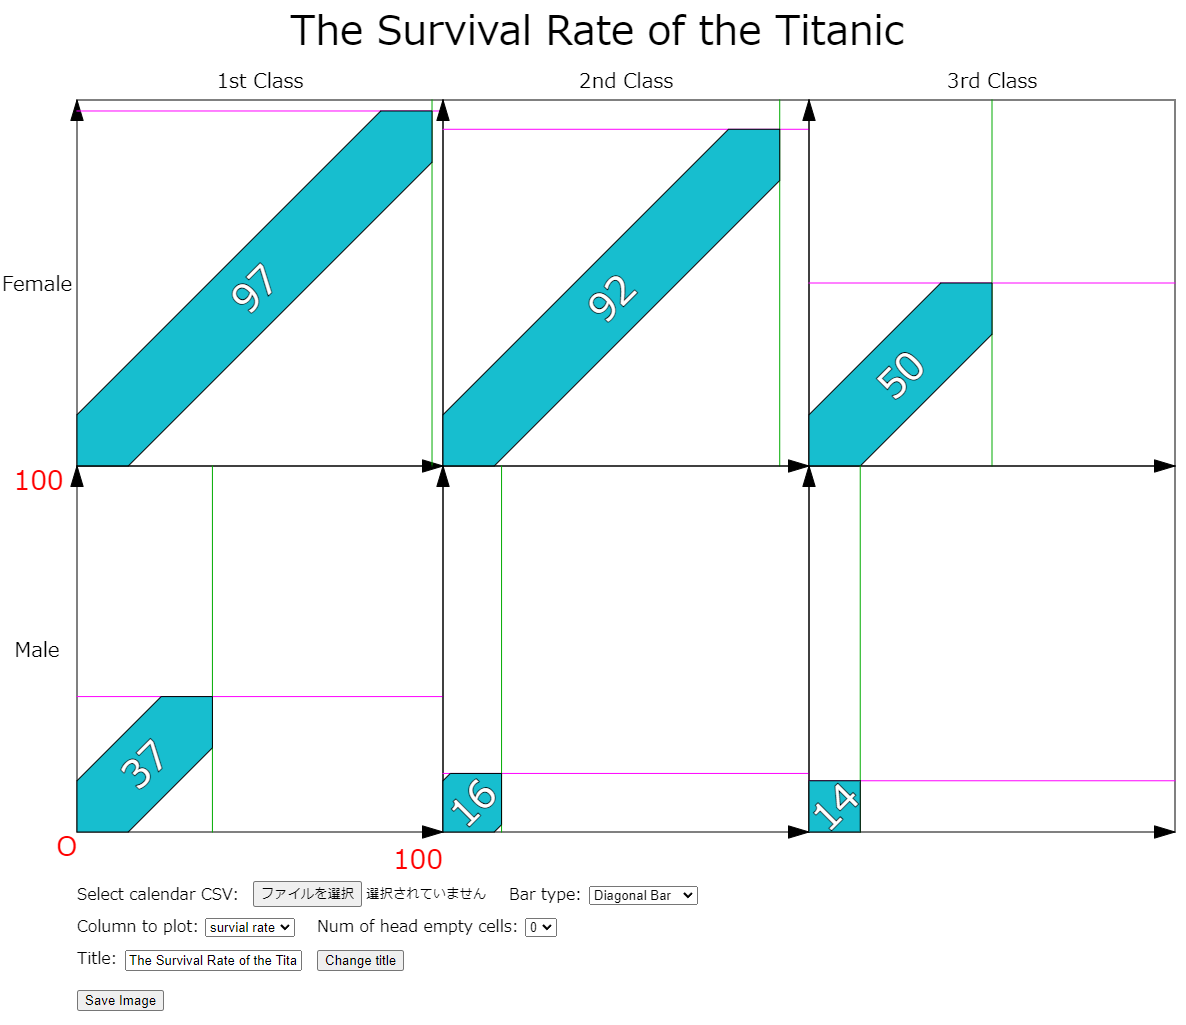 The Survival Rate of the Titanic
1st Class 2nd Class 3rd Class
Female
97 92 50
100
Male
37 16 14
O
100
Select calendar CSV: ファイルを選択 選択されていません Bar type: Diagonal Bar
Column to plot: survial rate Num of head empty cells: 0
Title: The Survival Rate of the Tita Change title
Save Image